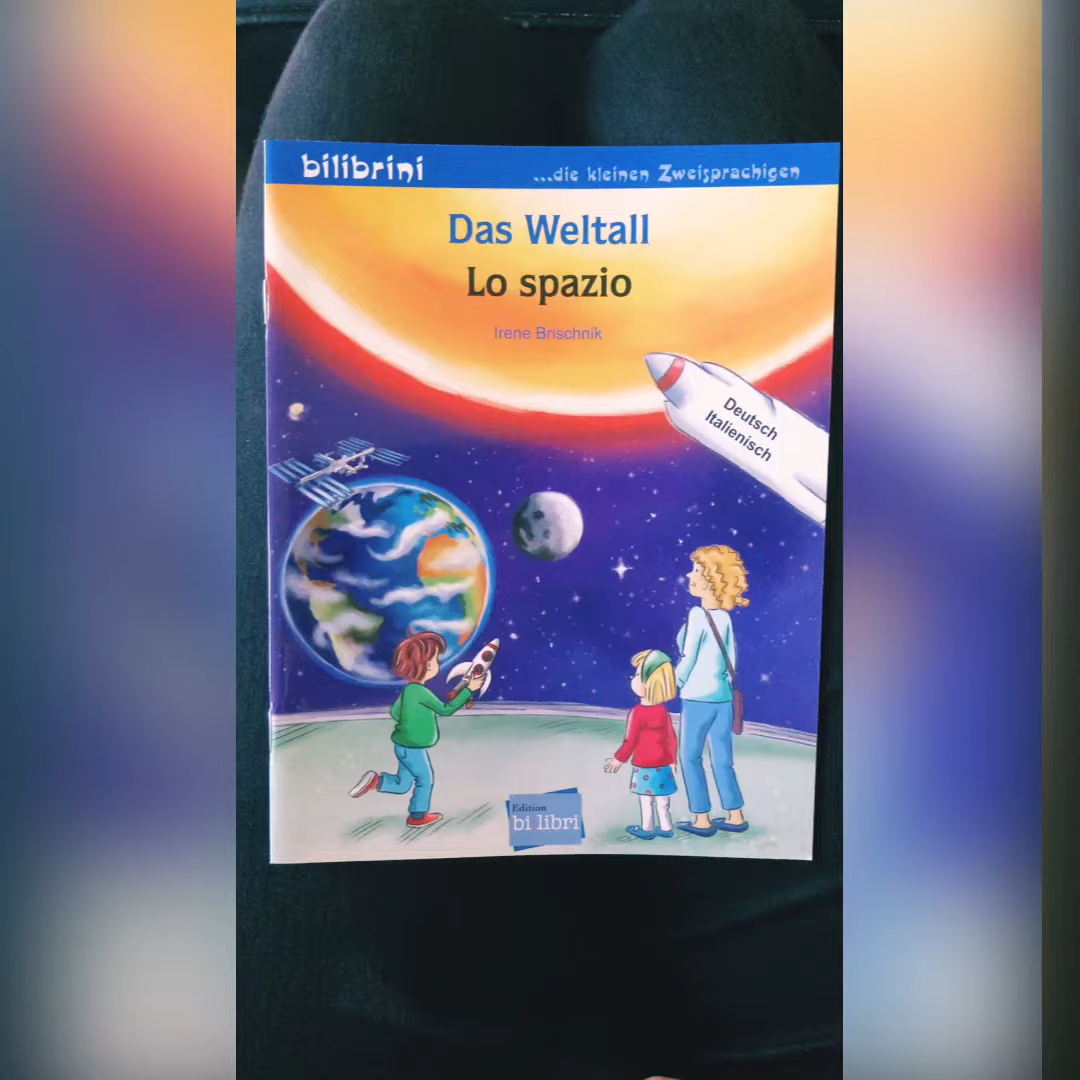 bilibrini
...die kleinen Zweisprachigen
Das Weltall
Lo spazio
Irene Brischnik
Deutsch
Italienisch
Edition
bi libri